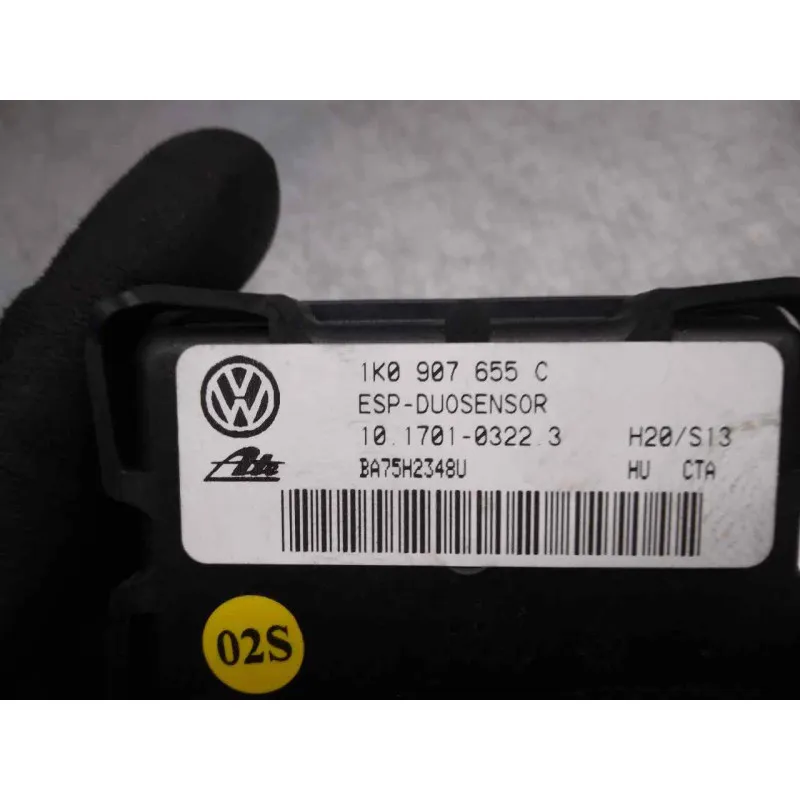 1K0 907 655 C
ESP-DUOSENSOR
10.1701-0322.3 H20/S13
Ate BA75H2348U HU CTA
02S